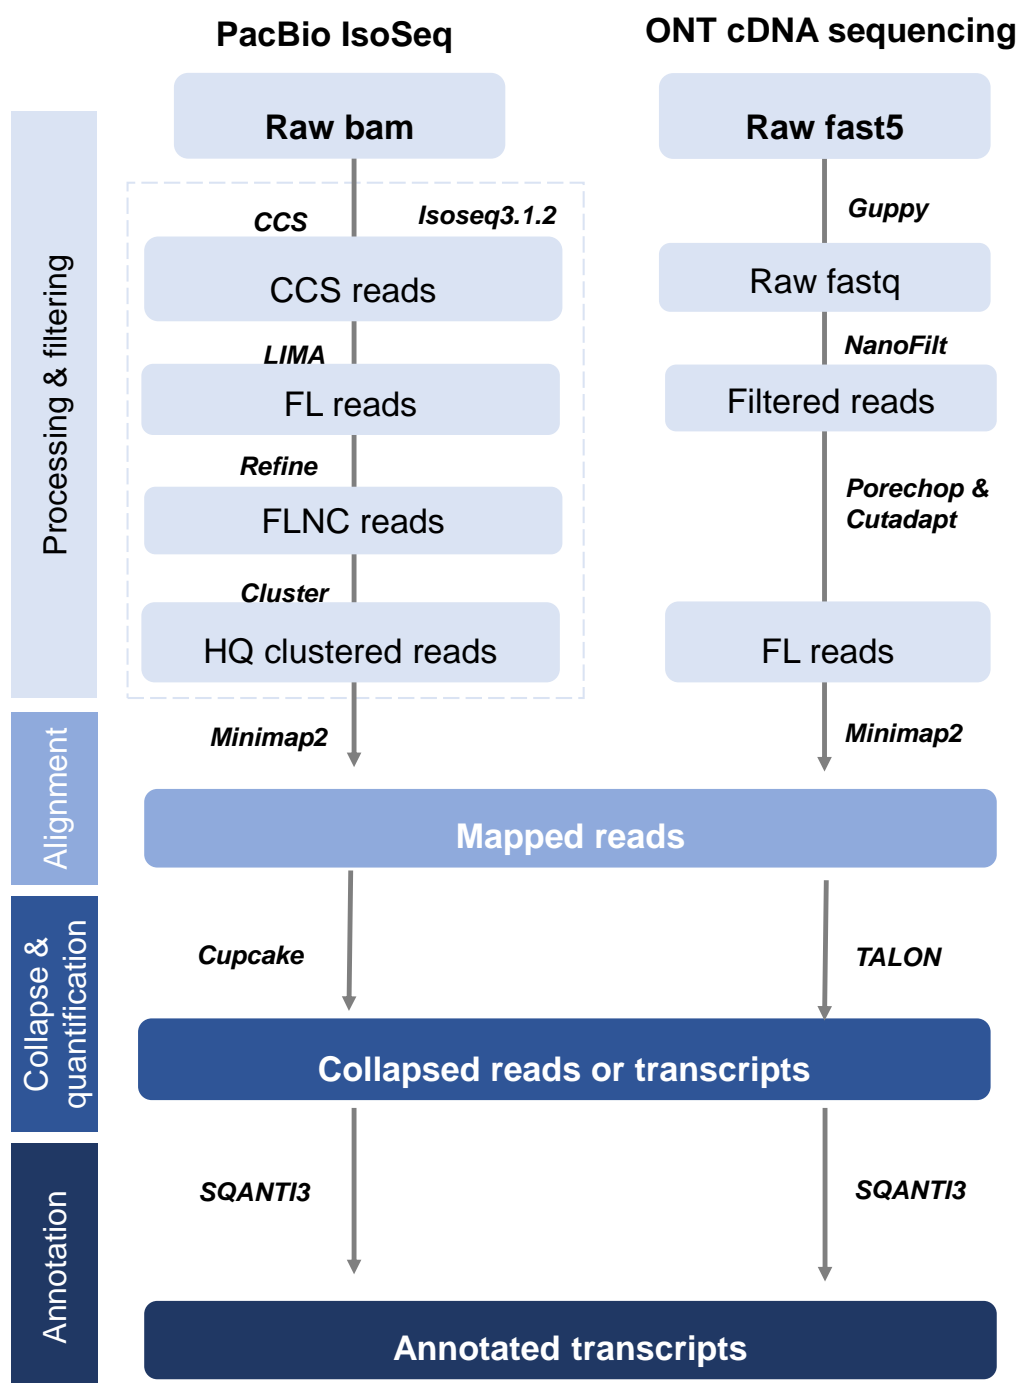 PacBio IsoSeq
ONT cDNA sequencing
Raw bam
Raw fast5
Processing & filtering
CCS
Isoseq3.1.2
Guppy
CCS reads
Raw fastq
LIMA
NanoFilt
FL reads
Filtered reads
Refine
Porechop &
Cutadapt
FLNC reads
Cluster
HQ clustered reads
FL reads
Alignment
Minimap2
Minimap2
Mapped reads
Collapse &
quantification
Cupcake
TALON
Collapsed reads or transcripts
Annotation
SQANTI3
SQANTI3
Annotated transcripts